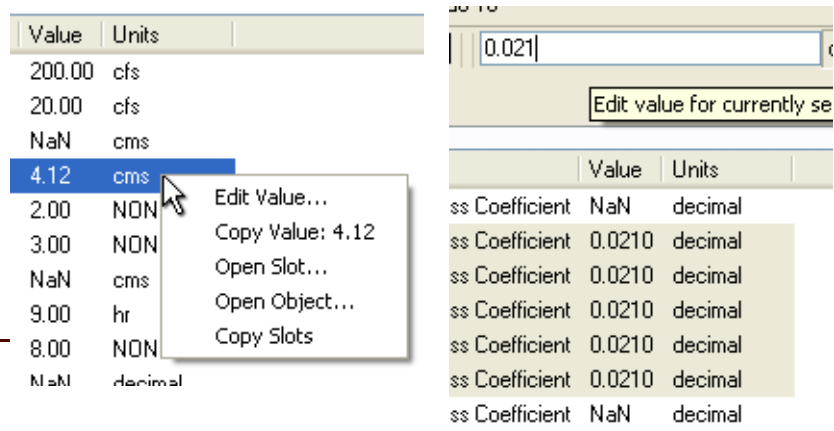 Value Units
200.00 cfs
20.00 cfs
NaN cms
4.12 cms
2.00 NON
3.00 NON
NaN cms
9.00 hr
8.00 NON
NaN decimal
Edit Value...
Copy Value: 4.12
Open Slot...
Open Object...
Copy Slots
0.021
Edit value for currently se
Value Units
ss Coefficient NaN decimal
ss Coefficient 0.0210 decimal
ss Coefficient 0.0210 decimal
ss Coefficient 0.0210 decimal
ss Coefficient 0.0210 decimal
ss Coefficient 0.0210 decimal
ss Coefficient NaN decimal